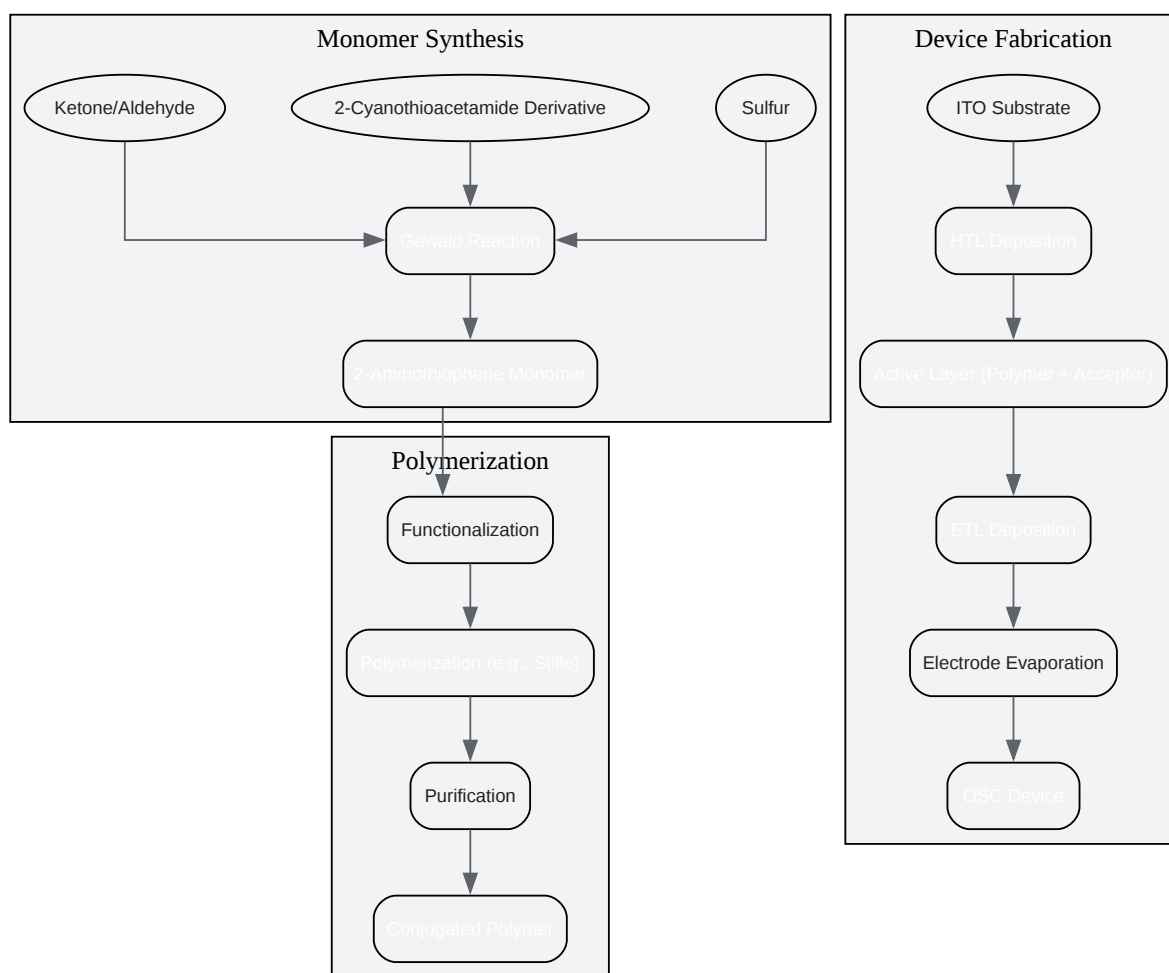 Monomer Synthesis
Ketone/Aldehyde
2-Cyanothioacetamide Derivative
Sulfur
Gewald Reaction
2-Aminothiophene Monomer
Polymerization
Functionalization
Polymerization (e.g., Stille)
Purification
Conjugated Polymer
Device Fabrication
ITO Substrate
HTL Deposition
Active Layer (Polymer + Acceptor)
ETL Deposition
Electrode Evaporation
OSC Device